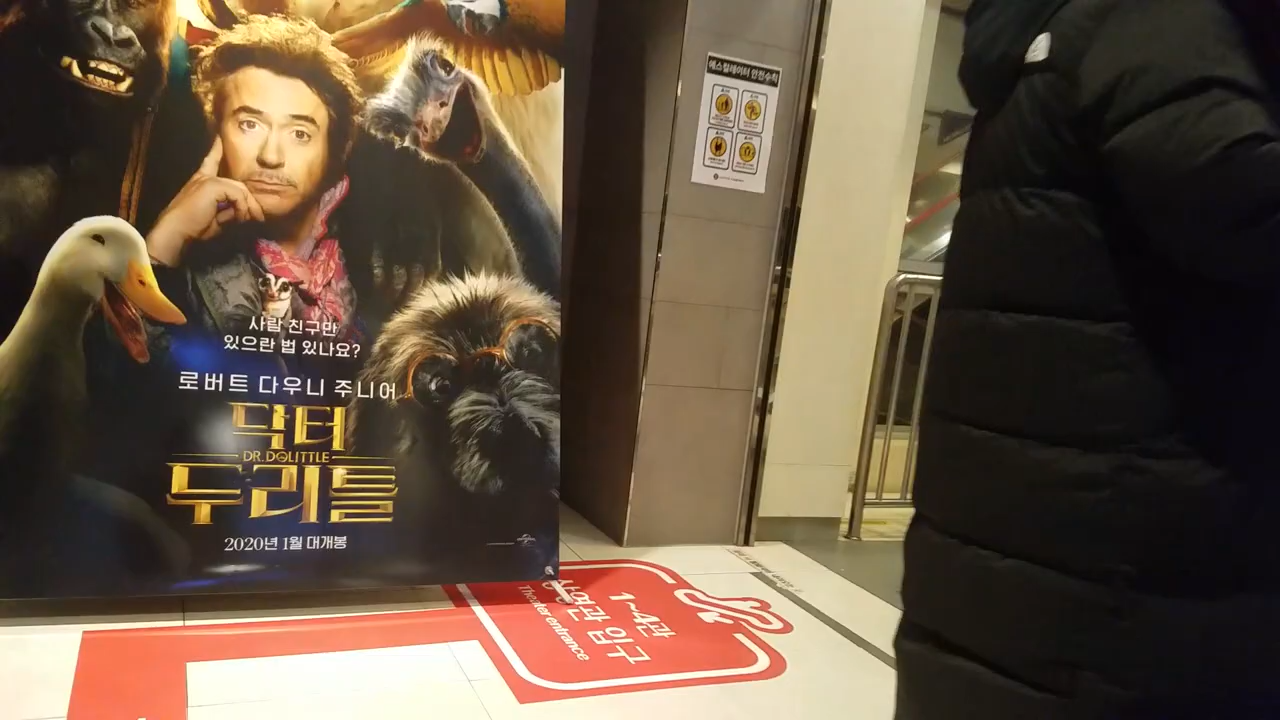 사람 친구만
있으란 법 있나요?
로버트 다우니 주니어
닥터
DR.DOLITTLE
두리틀
2020년 1월 대개봉
에스컬레이터 안전수칙
1~4관
상영관 입구
Theater entrance